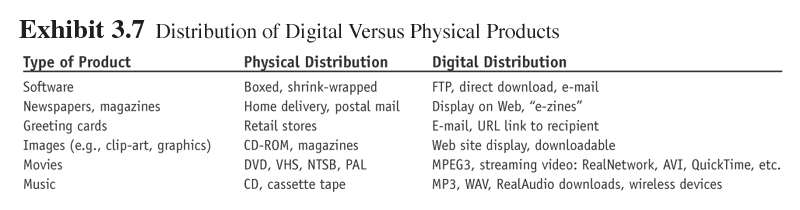 Exhibit 3.7 Distribution of Digital Versus Physical Products
Type of Product Physical Distribution Digital Distribution
Software Boxed, shrink-wrapped FTP, direct download, e-mail
Newspapers, magazines Home delivery, postal mail Display on Web, “e-zines”
Greeting cards Retail stores E-mail, URL link to recipient
Images (e.g., clip-art, graphics) CD-ROM, magazines Web site display, downloadable
Movies DVD, VHS, NTSB, PAL MPEG3, streaming video: RealNetwork, AVI, QuickTime, etc.
Music CD, cassette tape MP3, WAV, RealAudio downloads, wireless devices